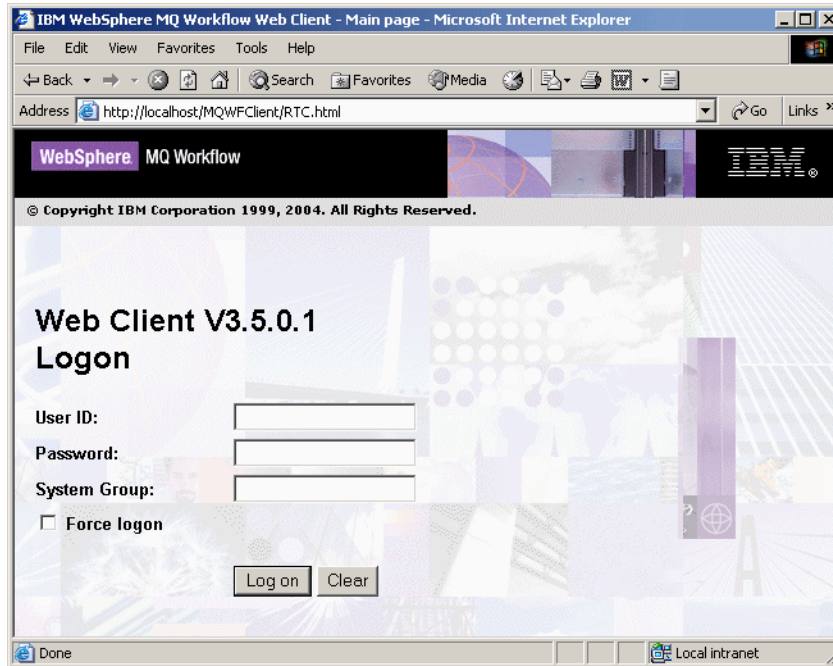 IBM WebSphere MQ Workflow Web Client - Main page - Microsoft Internet Explorer
File Edit View Favorites Tools Help
Back Search Favorites Media
Address http://localhost/MQWFClient/RTC.html Go Links »
WebSphere MQ Workflow IBM®
© Copyright IBM Corporation 1999, 2004. All Rights Reserved.
Web Client V3.5.0.1
Logon
User ID:
Password:
System Group:
Force logon
Log on Clear
Done Local intranet